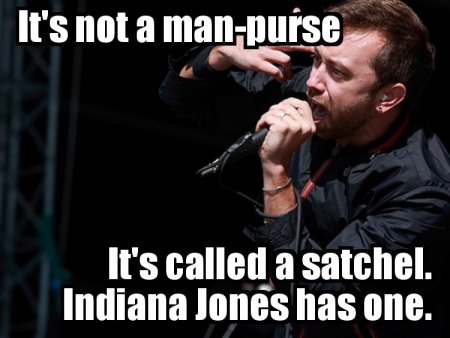 It's not a man-purse
It's called a satchel.
Indiana Jones has one.